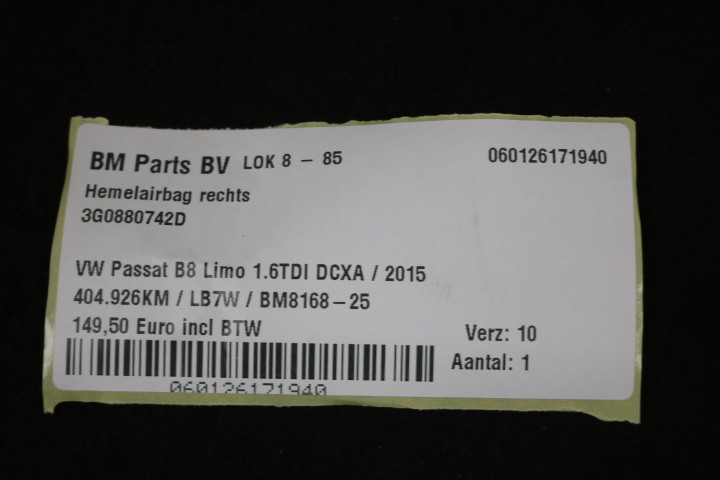 BM Parts BV LOK 8 - 85 060126171940
Hemelairbag rechts
3G0880742D
VW Passat B8 Limo 1.6TDI DCXA / 2015
404.926KM / LB7W / BM8168-25
149,50 Euro incl BTW Verz: 10
Aantal: 1
060126171940